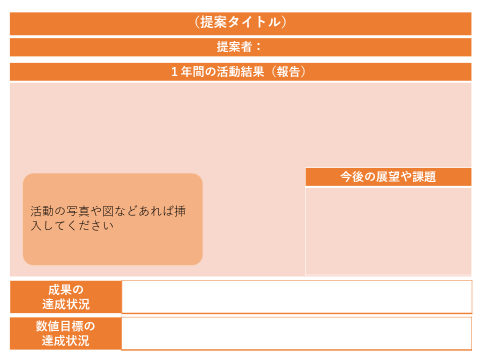 （提案タイトル）
提案者：
１年間の活動結果（報告）
今後の展望や課題
活動の写真や図などあれば挿
入してください
成果の
達成状況
数値目標の
達成状況